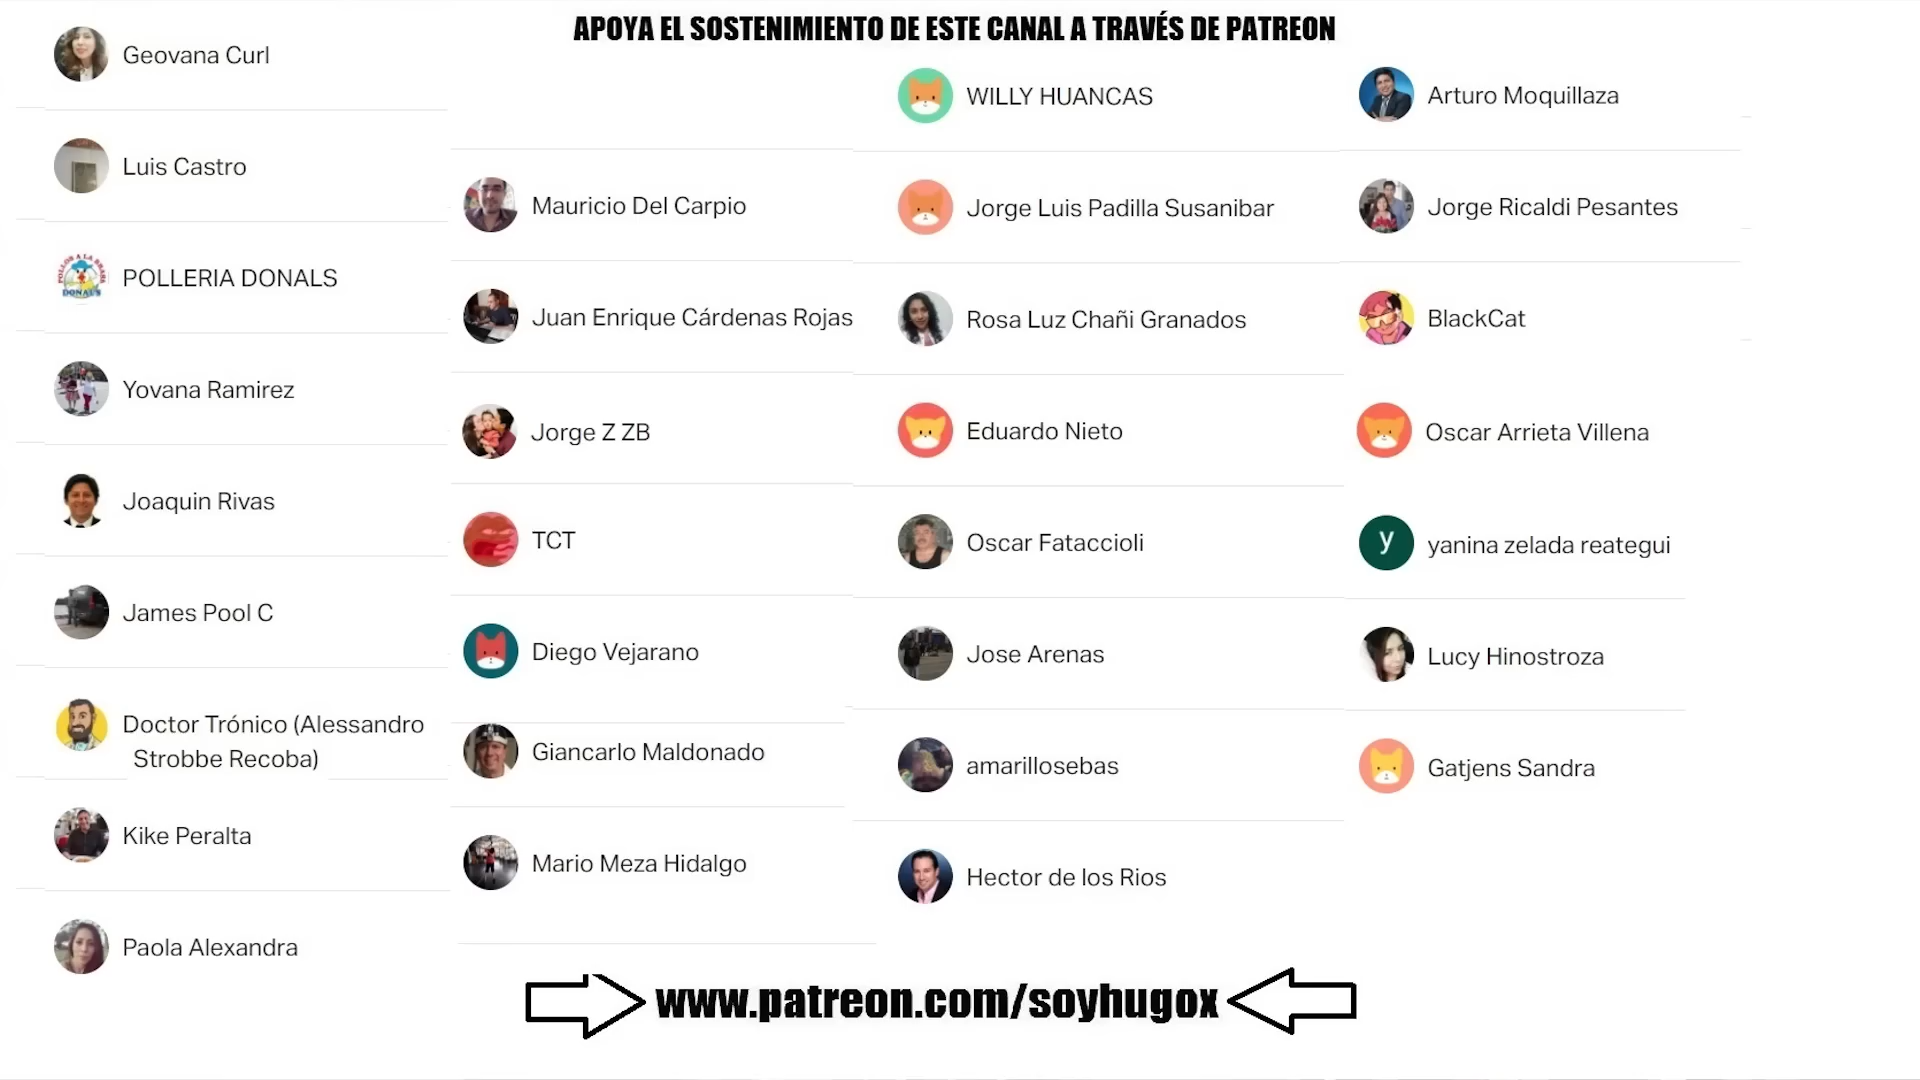 APOYA EL SOSTENIMIENTO DE ESTE CANAL A TRAVÉS DE PATREON
Geovana Curl
Luis Castro
POLLOS A LA BRASA
DONALS
POLLERIA DONALS
Yovana Ramirez
Joaquin Rivas
James Pool C
Doctor Trónico (Alessandro
Strobbe Recoba)
Kike Peralta
Paola Alexandra
Mauricio Del Carpio
Juan Enrique Cárdenas Rojas
Jorge Z ZB
TCT
Diego Vejarano
Giancarlo Maldonado
Mario Meza Hidalgo
WILLY HUANCAS
Jorge Luis Padilla Susanibar
Rosa Luz Chañi Granados
Eduardo Nieto
Oscar Fataccioli
Jose Arenas
amarillosebas
Hector de los Rios
Arturo Moquillaza
Jorge Ricaldi Pesantes
BlackCat
Oscar Arrieta Villena
y
yanina zelada reategui
Lucy Hinostroza
Gatjens Sandra
www.patreon.com/soyhugox